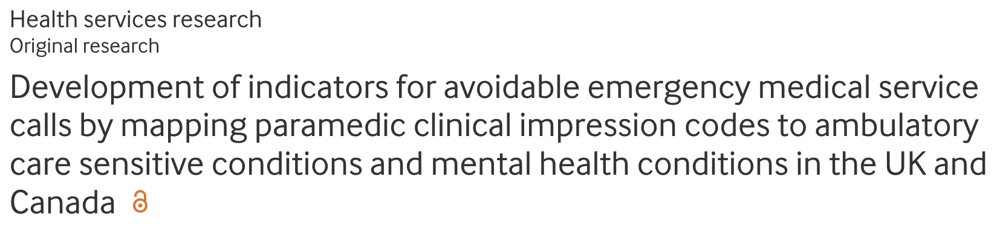 Health services research
Original research
Development of indicators for avoidable emergency medical service
calls by mapping paramedic clinical impression codes to ambulatory
care sensitive conditions and mental health conditions in the UK and
Canada